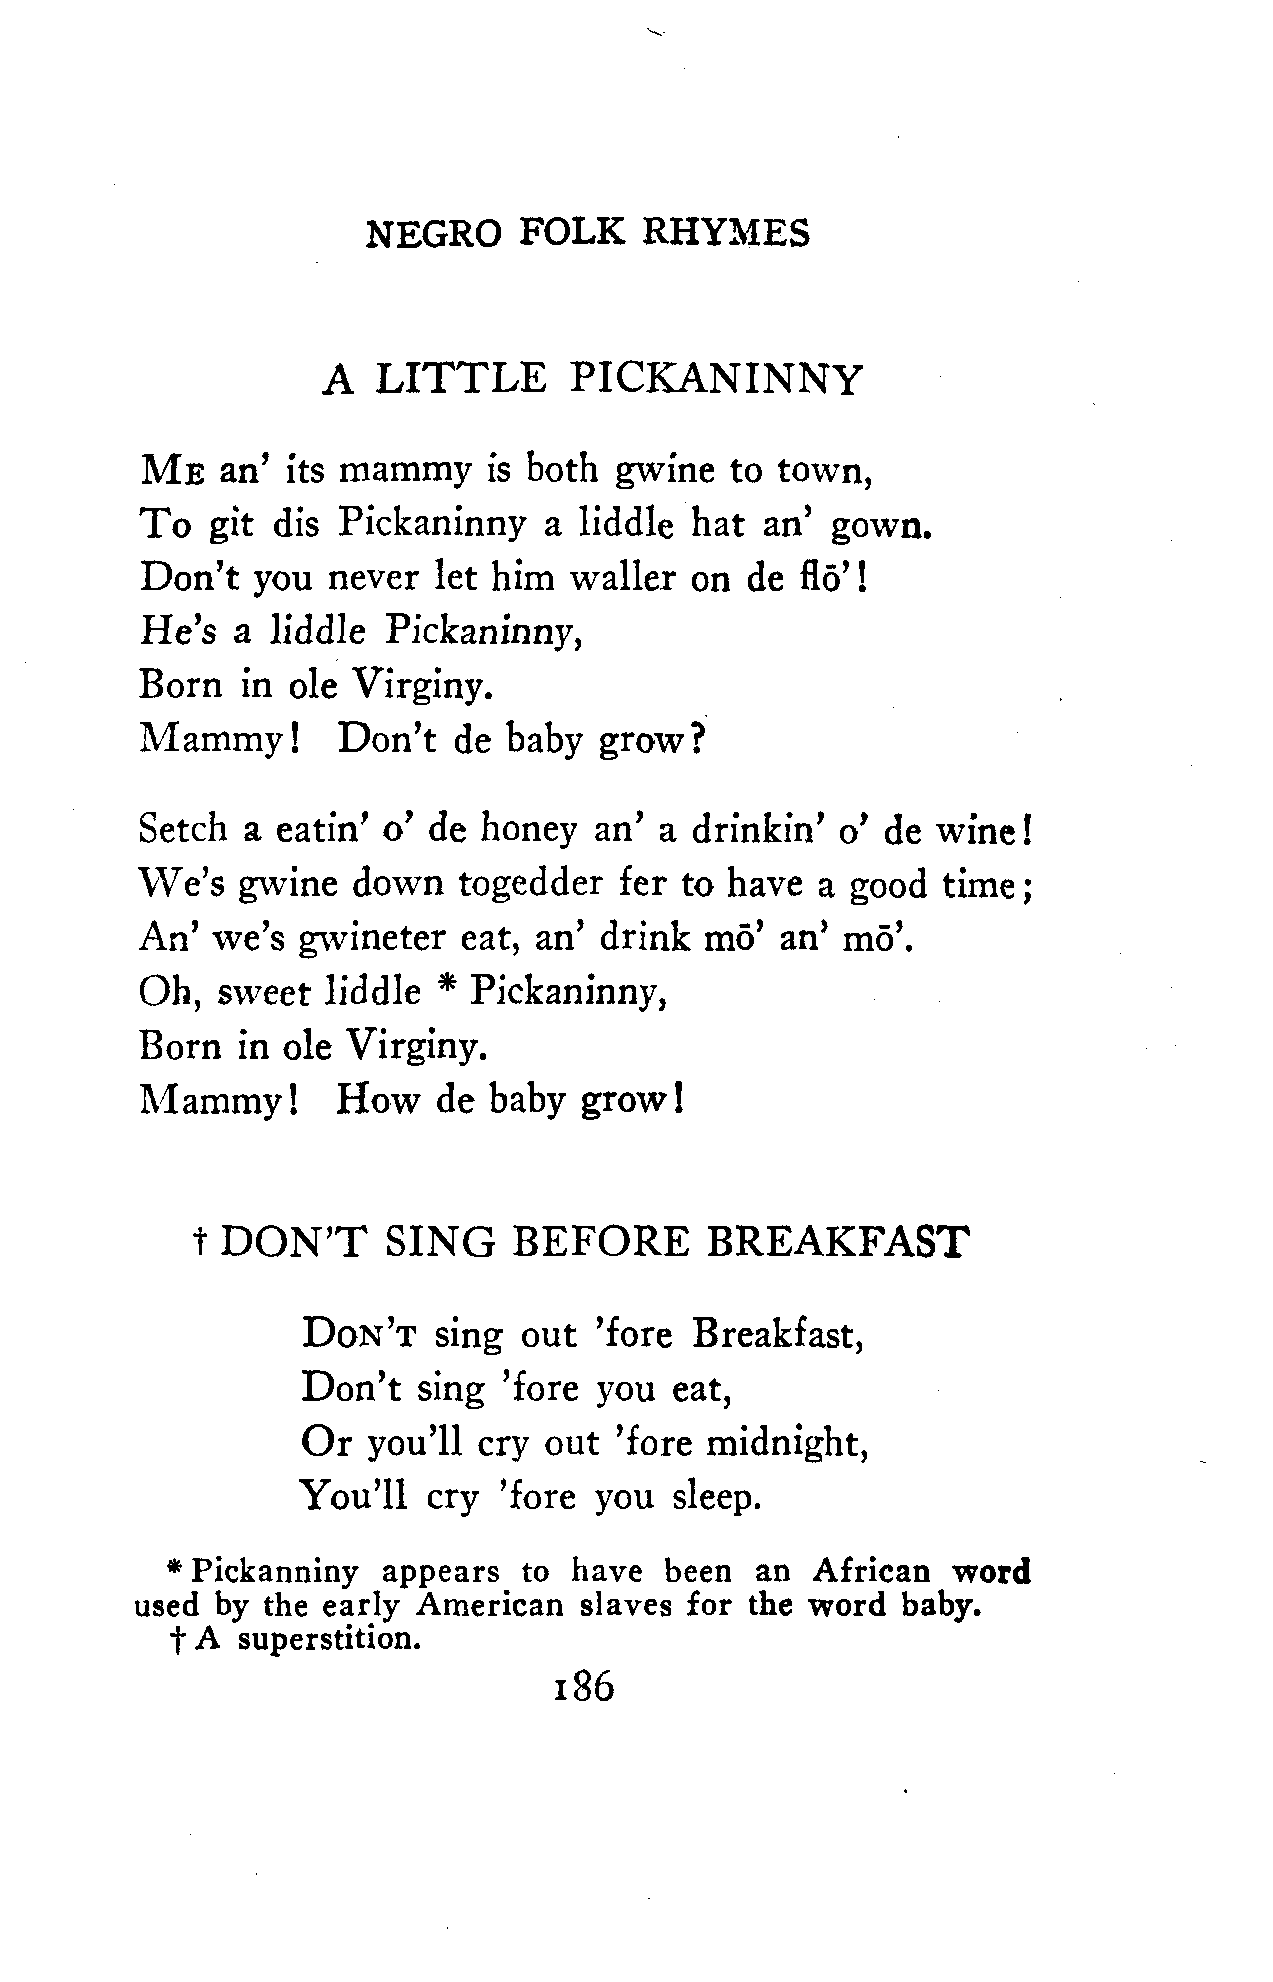 NEGRO FOLK RHYMES
A LITTLE PICKANINNY
ME an' its mammy is both gwine to town,
To git dis Pickaninny a liddle hat an' gown.
Don't you never let him waller on de flō'!
He's a liddle Pickaninny,
Born in ole Virginy.
Mammy! Don't de baby grow?
Setch a eatin' o' de honey an' a drinkin' o' de wine!
We's gwine down togedder fer to have a good time;
An' we's gwineter eat, an' drink mō' an' mō'.
Oh, sweet liddle * Pickaninny,
Born in ole Virginy.
Mammy! How de baby grow!
† DON'T SING BEFORE BREAKFAST
DON'T sing out 'fore Breakfast,
Don't sing 'fore you eat,
Or you'll cry out 'fore midnight,
You'll cry 'fore you sleep.
* Pickanniny appears to have been an African word
used by the early American slaves for the word baby.
† A superstition.
186